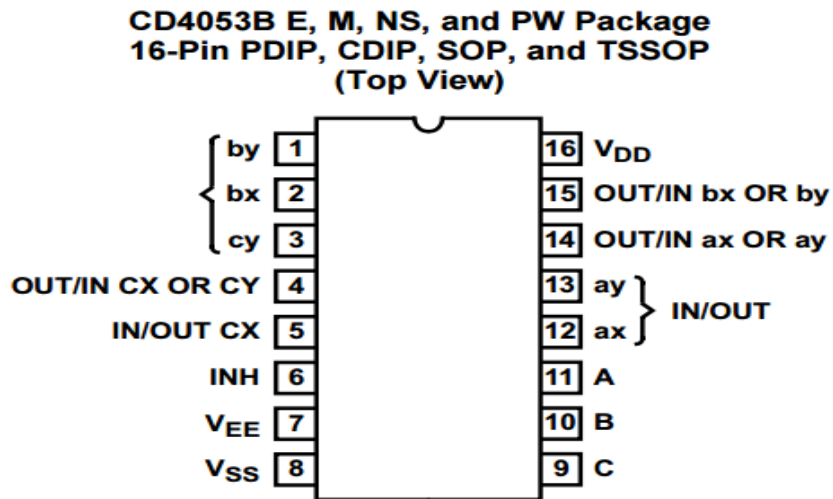 CD4053B E, M, NS, and PW Package
16-Pin PDIP, CDIP, SOP, and TSSOP
(Top View)
by 1
bx 2
cy 3
OUT/IN CX OR CY 4
IN/OUT CX 5
INH 6
VEE 7
VSS 8
16 VDD
15 OUT/IN bx OR by
14 OUT/IN ax OR ay
13 ay
12 ax
IN/OUT
11 A
10 B
9 C